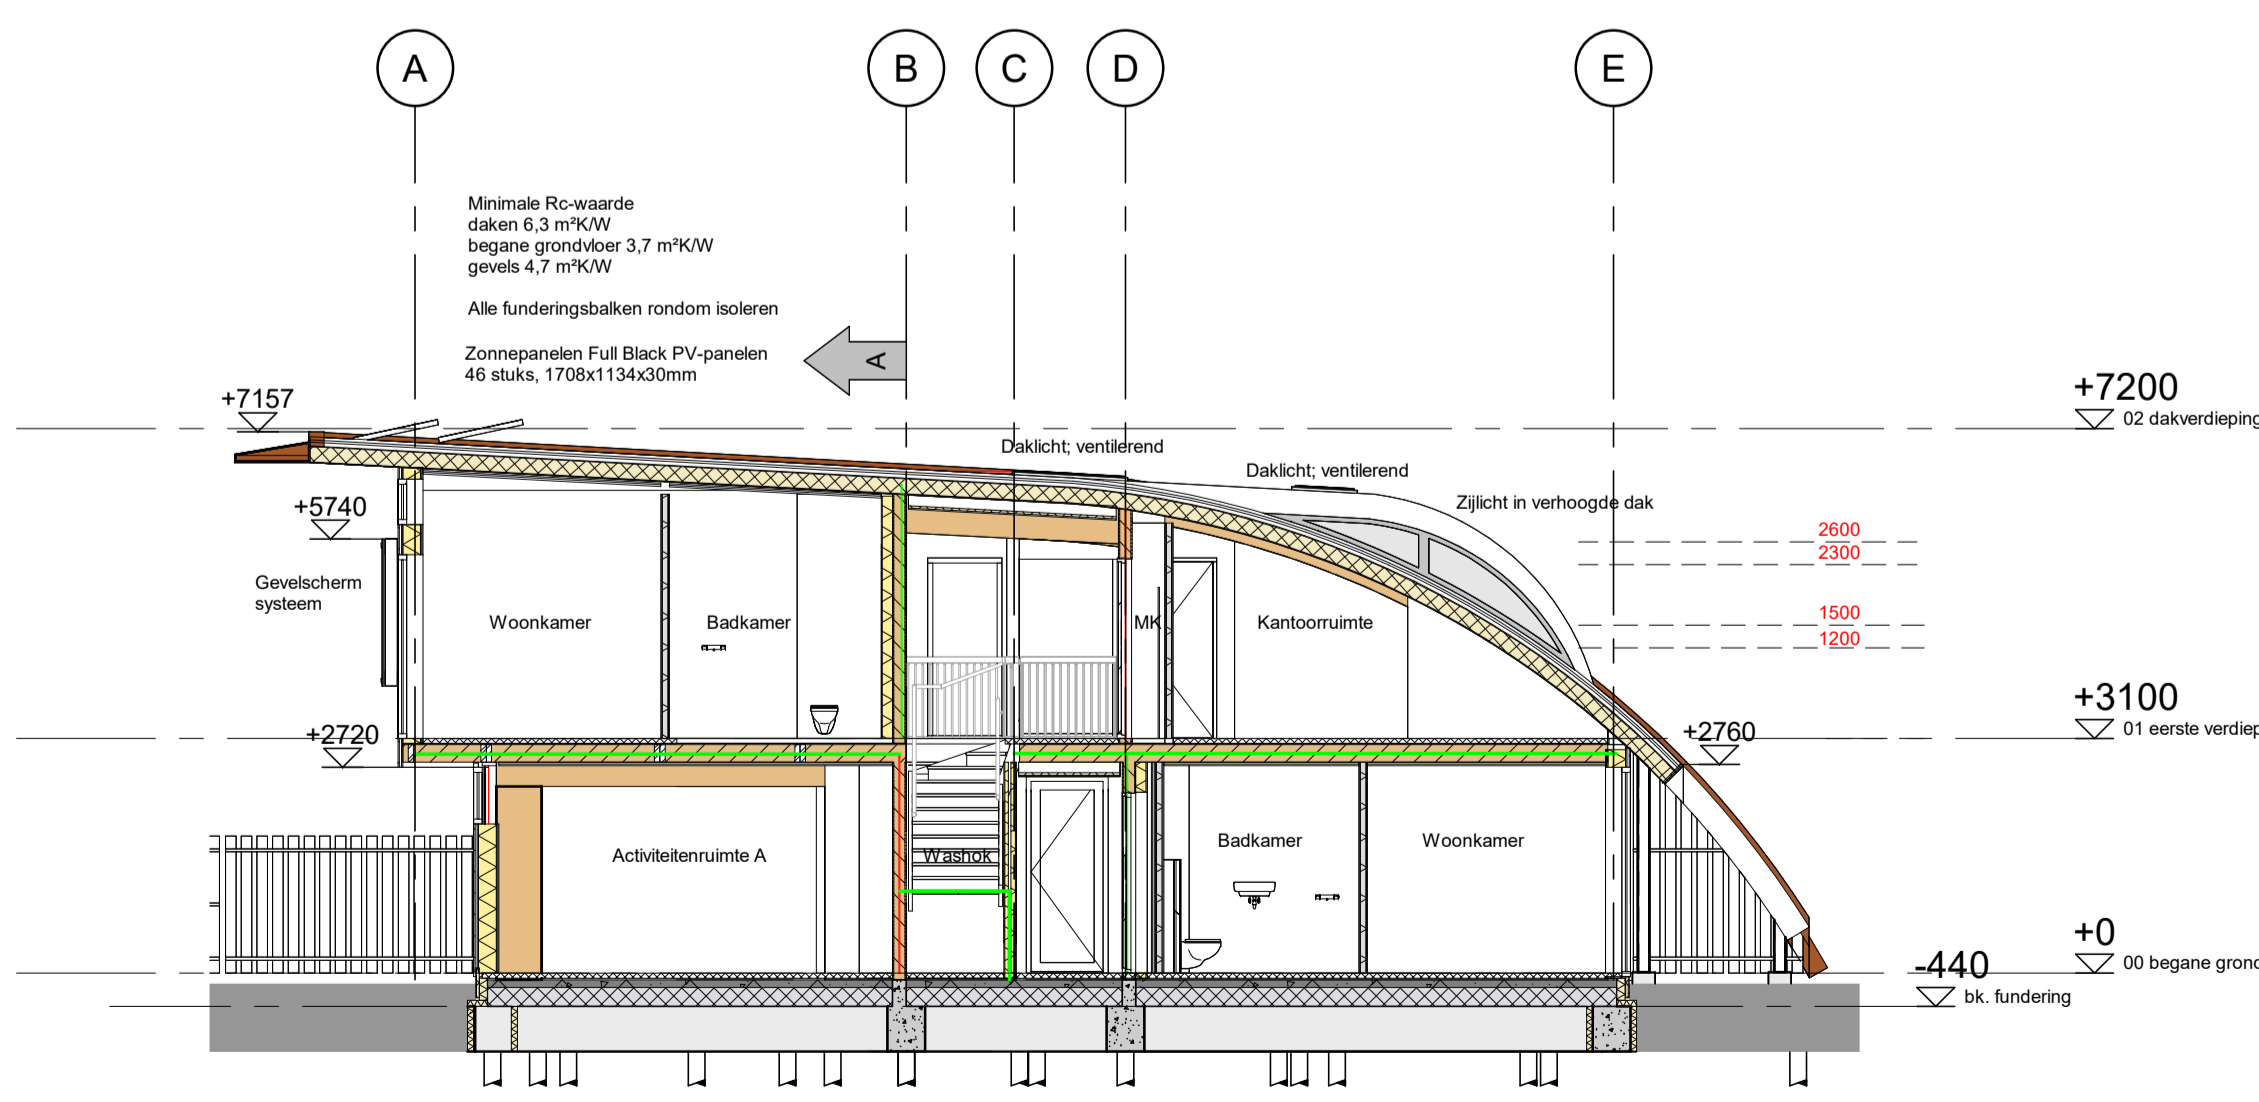 A
B
C
D
E
Minimale Rc-waarde
daken 6,3 m²K/W
begane grondvloer 3,7 m²K/W
gevels 4,7 m²K/W
Alle funderingsbalken rondom isoleren
Zonnepanelen Full Black PV-panelen
46 stuks, 1708x1134x30mm
A
+7157
+7200
02 dakverdieping
Daklicht; ventilerend
Daklicht; ventilerend
Zijlicht in verhoogde dak
+5740
2600
2300
Gevelscherm
systeem
Woonkamer
Badkamer
MK
Kantoorruimte
1500
1200
+3100
01 eerste verdiep
+2720
+2760
Activiteitenruimte A
Washok
Badkamer
Woonkamer
+0
00 begane grond
-440
bk. fundering